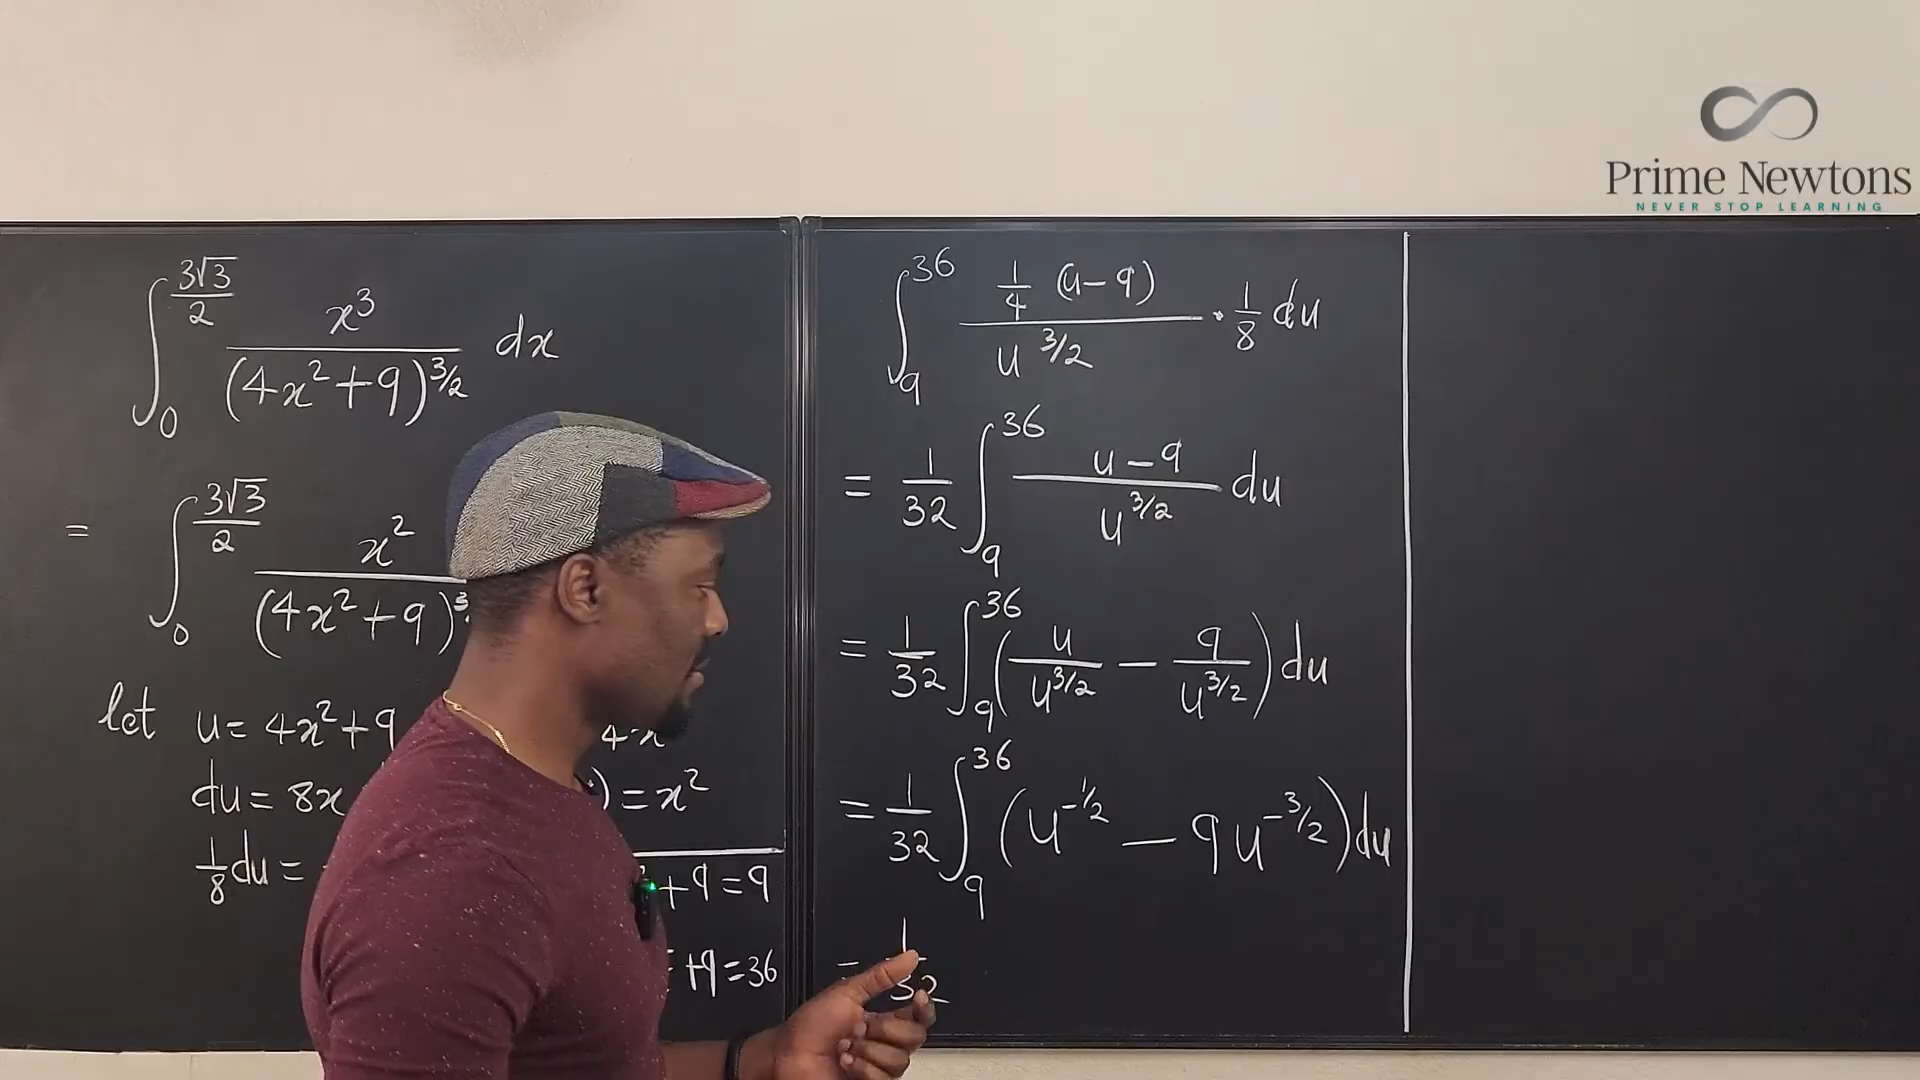 ∫₀^{3√3/2} x³/(4x²+9)^{3/2} dx
= ∫₀^{3√3/2} x²/(4x²+9)³
let u = 4x²+9
du = 8x ) = x²
1/8 du =
+9 = 9
+9 = 36
∫₉³⁶ 1/4 (u-9)/u^{3/2} · 1/8 du
= 1/32 ∫₉³⁶ (u-9)/u^{3/2} du
= 1/32 ∫₉³⁶ (u/u^{3/2} - 9/u^{3/2}) du
= 1/32 ∫₉³⁶ (u^{-1/2} - 9u^{-3/2}) du
= 1/32
Prime Newtons
NEVER STOP LEARNING